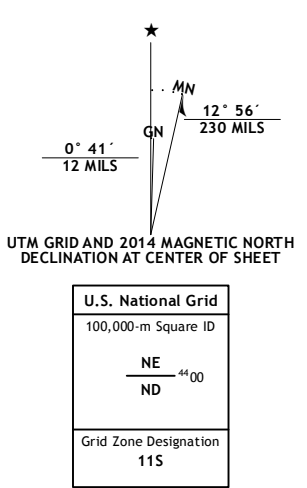 ★
MN
GN
12° 56´
230 MILS
0° 41´
12 MILS
UTM GRID AND 2014 MAGNETIC NORTH
DECLINATION AT CENTER OF SHEET
U.S. National Grid
100,000-m Square ID
NE
4400
ND
Grid Zone Designation
11S